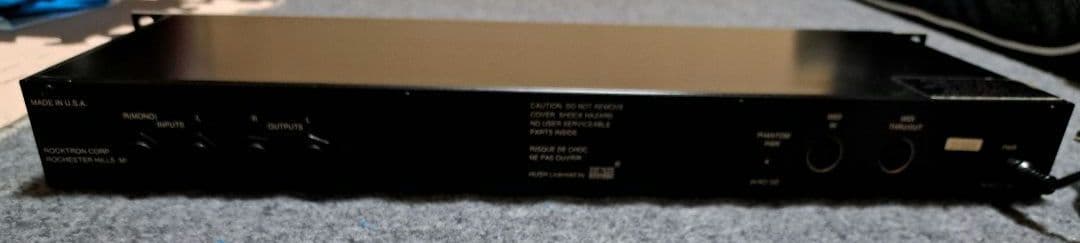 MADE IN U.S.A.
R(MONO) L R L
INPUTS OUTPUTS
ROCKTRON CORP
ROCHESTER HILLS MI
CAUTION DO NOT REMOVE
COVER. SHOCK HAZARD
NO USER SERVICEABLE
PARTS INSIDE
RISQUE DE CHOC
NE PAS OUVRIR
HUSH Licensed by
®
PHANTOM
PWR
MIDI
IN
MIDI
THRU/OUT